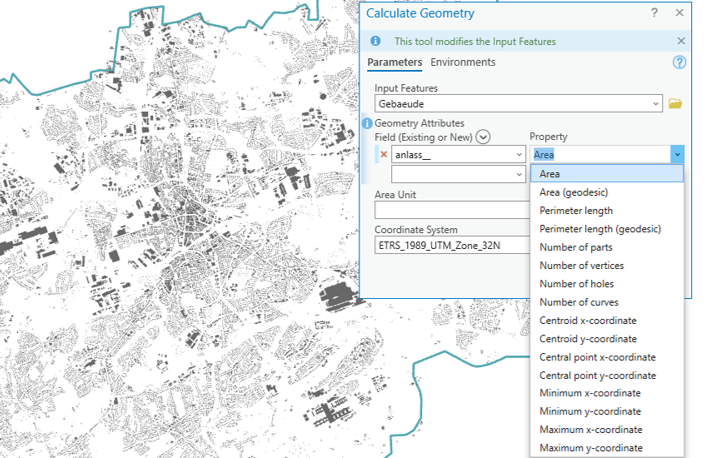 Calculate Geometry
This tool modifies the Input Features
Parameters Environments
Input Features
Gebaeude
Geometry Attributes
Field (Existing or New) Property
anlass__ Area
Area
Area (geodesic)
Perimeter length
Perimeter length (geodesic)
Number of parts
Number of vertices
Number of holes
Number of curves
Centroid x-coordinate
Centroid y-coordinate
Central point x-coordinate
Central point y-coordinate
Minimum x-coordinate
Minimum y-coordinate
Maximum x-coordinate
Maximum y-coordinate
Area Unit
Coordinate System
ETRS_1989_UTM_Zone_32N